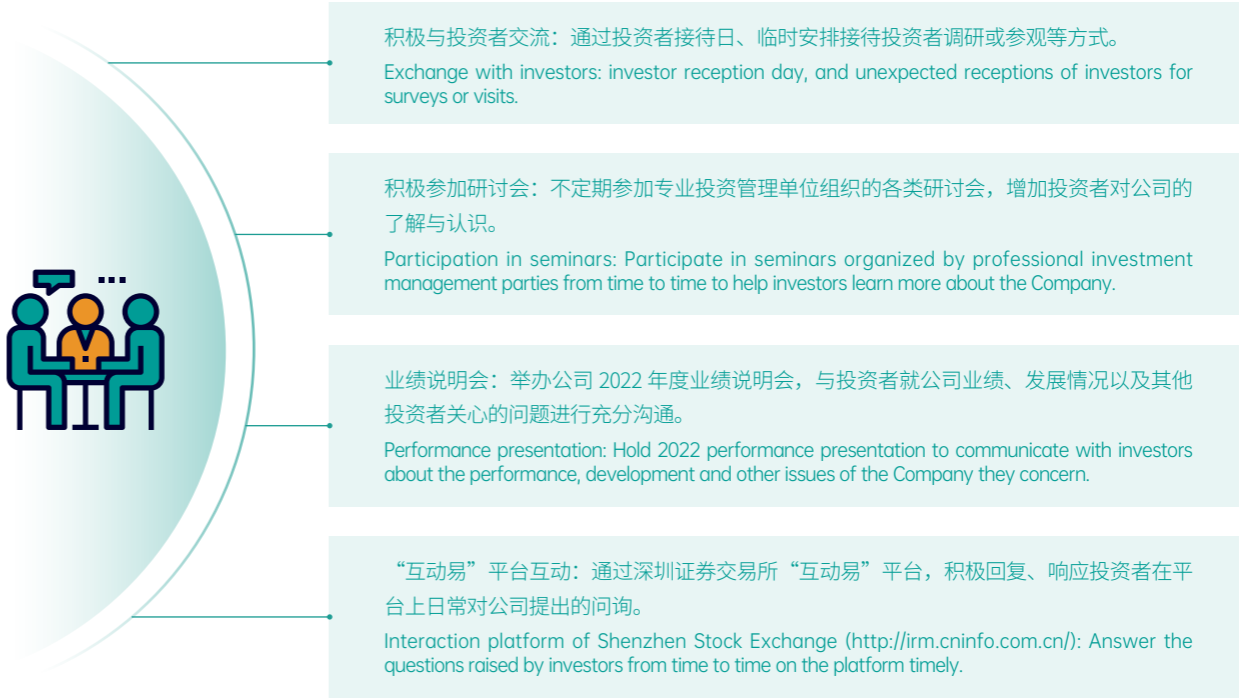 积极与投资者交流：通过投资者接待日、临时安排接待投资者调研或参观等方式。
Exchange with investors: investor reception day, and unexpected receptions of investors for
surveys or visits.
积极参加研讨会：不定期参加专业投资管理单位组织的各类研讨会，增加投资者对公司的
了解与认识。
Participation in seminars: Participate in seminars organized by professional investment
management parties from time to time to help investors learn more about the Company.
业绩说明会：举办公司 2022 年度业绩说明会，与投资者就公司业绩、发展情况以及其他
投资者关心的问题进行充分沟通。
Performance presentation: Hold 2022 performance presentation to communicate with investors
about the performance, development and other issues of the Company they concern.
“互动易”平台互动：通过深圳证券交易所“互动易”平台，积极回复、响应投资者在平
台上日常对公司提出的问询。
Interaction platform of Shenzhen Stock Exchange (http://irm.cninfo.com.cn/): Answer the
questions raised by investors from time to time on the platform timely.